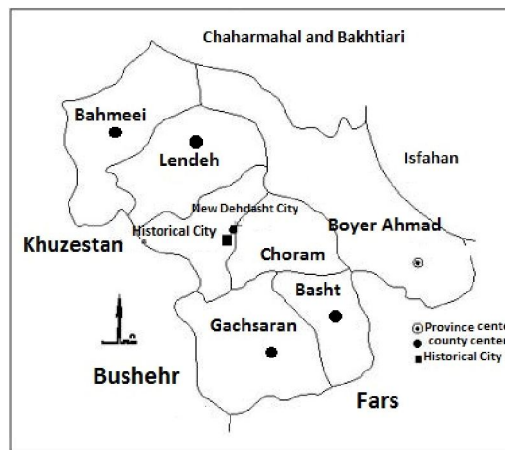 Chaharmahal and Bakhtiari
Bahmeei
Lendeh
Isfahan
New Dehdasht City
Boyer Ahmad
Historical City
Khuzestan
Choram
Basht
Gachsaran
Province center
county center
Historical City
Bushehr
Fars